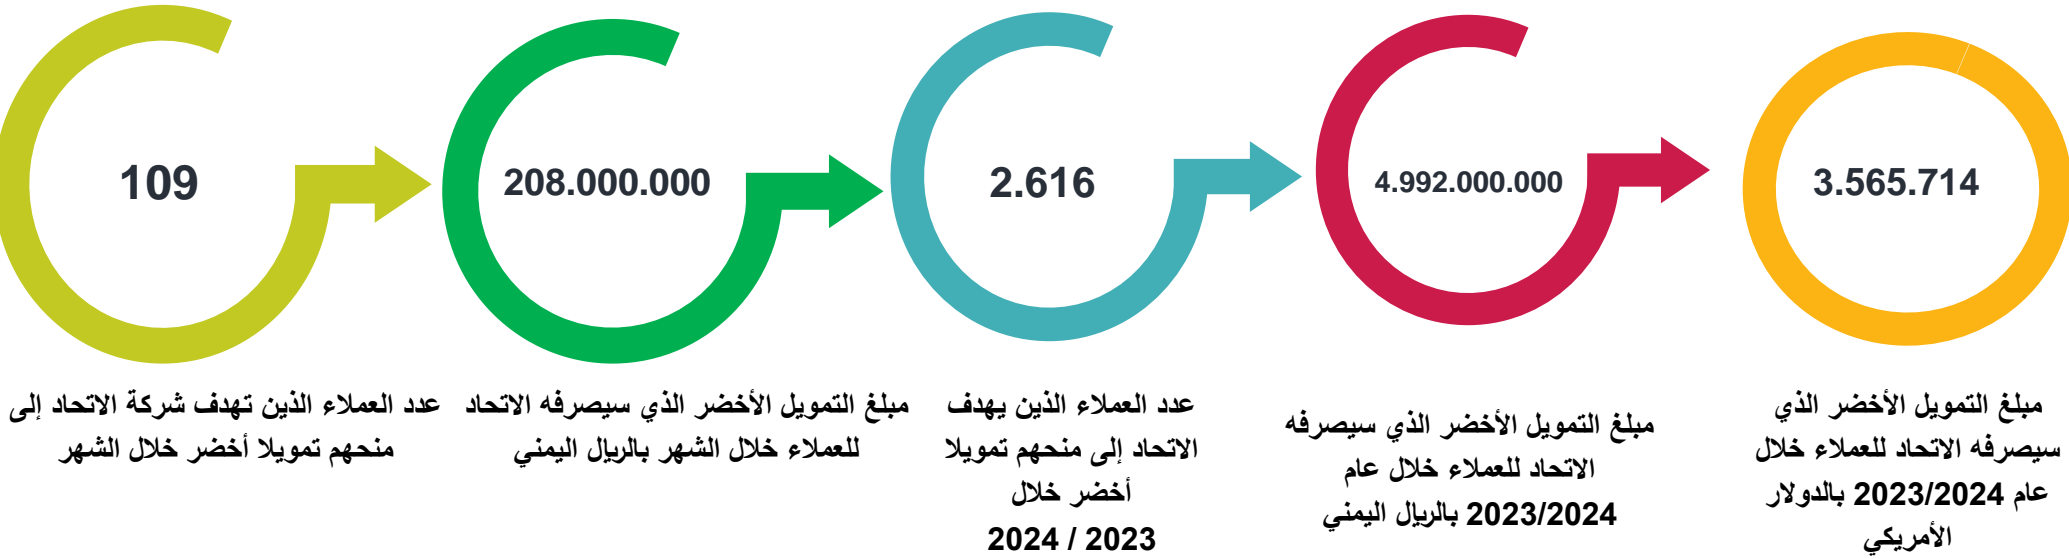 109
208.000.000
2.616
4.992.000.000
3.565.714
عدد العملاء الذين تهدف شركة الاتحاد إلى
منحهم تمويلا أخضر خلال الشهر
مبلغ التمويل الأخضر الذي سيصرفه الاتحاد
للعملاء خلال الشهر بالريال اليمني
عدد العملاء الذين يهدف
الاتحاد إلى منحهم تمويلا
أخضر خلال
2024 / 2023
مبلغ التمويل الأخضر الذي سيصرفه
الاتحاد للعملاء خلال عام
2023/2024 بالريال اليمني
مبلغ التمويل الأخضر الذي
سيصرفه الاتحاد للعملاء خلال
عام 2023/2024 بالدولار
الأمريكي